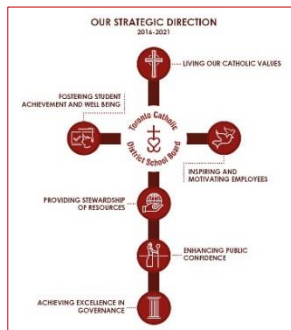 OUR STRATEGIC DIRECTION
2016-2021
LIVING OUR CATHOLIC VALUES
FOSTERING STUDENT
ACHIEVEMENT AND WELL BEING
Toronto Catholic
District School Board
INSPIRING AND
MOTIVATING EMPLOYEES
PROVIDING STEWARDSHIP
OF RESOURCES
ENHANCING PUBLIC
CONFIDENCE
ACHIEVING EXCELLENCE IN
GOVERNANCE